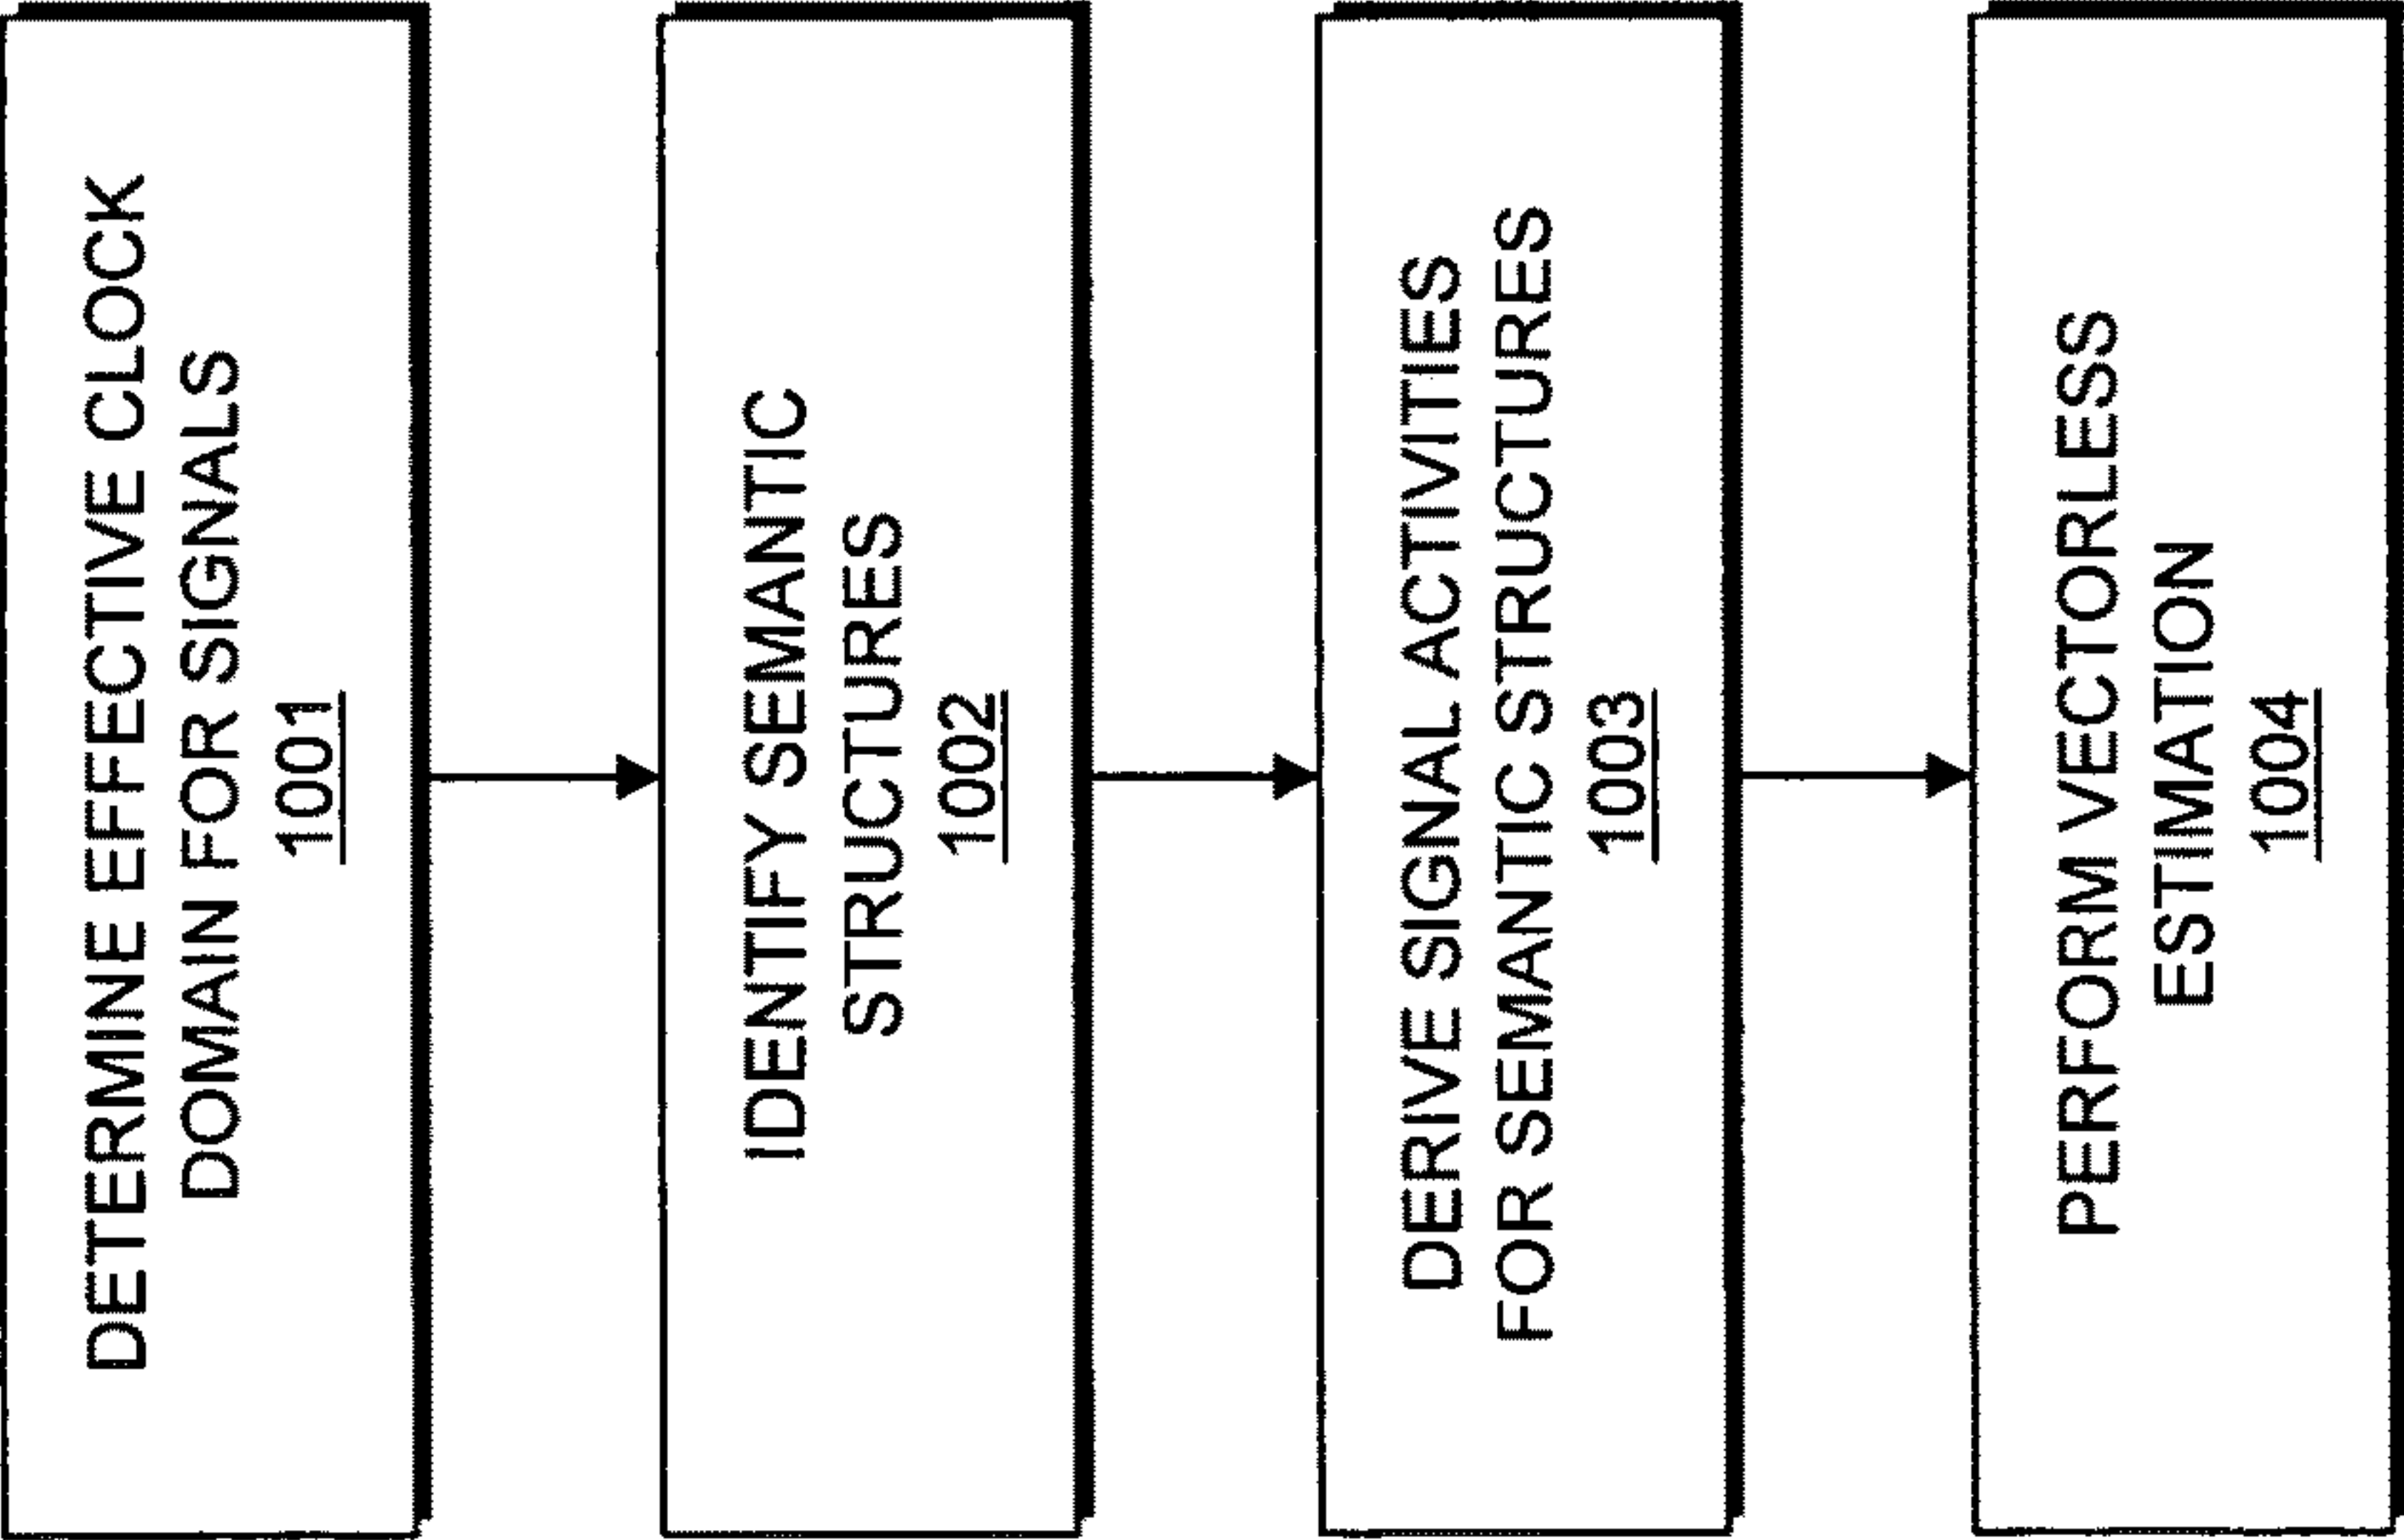 DETERMINE EFFECTIVE CLOCK
DOMAIN FOR SIGNALS
1001
IDENTIFY SEMANTIC
STRUCTURES
1002
DERIVE SIGNAL ACTIVITIES
FOR SEMANTIC STRUCTURES
1003
PERFORM VECTORLESS
ESTIMATION
1004